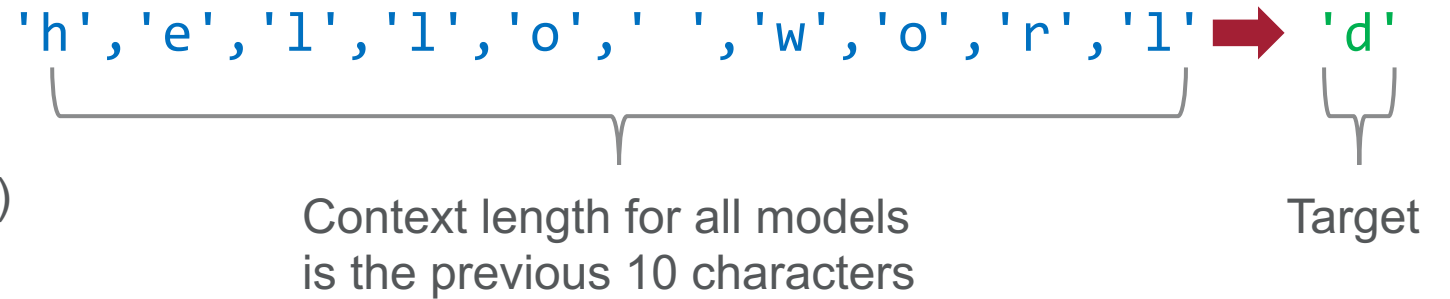 'h','e','l','l','o',' ','w','o','r','l' 'd'
)
Context length for all models
is the previous 10 characters
Target